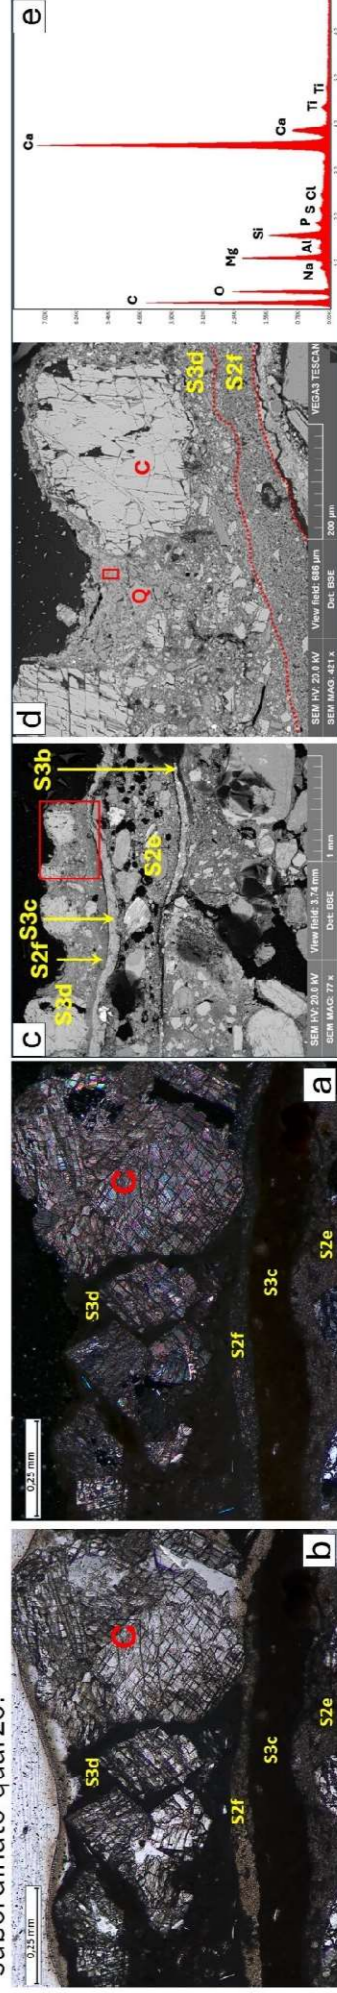 subordinato quarzo.
0,25 mm
C
S3d
S2f
S3c
S2e
b
0,25 mm
C
S3d
S2f
S3c
S2e
a
c
S2f
S3c
S3d
S3b
S2e
SEM HV: 20.0 kV
View field: 3.74 mm
SEM MAG: 77 x
Det: BSE
1 mm
d
Q
C
S3d
S2f
SEM HV: 20.0 kV
View field: 686 µm
VEGA3 TESCAN
SEM MAG: 421 x
Det: BSE
200 µm
e
C
O
Na
Mg
Al
Si
P
S
Cl
Ca
Ca
Ti
Ti